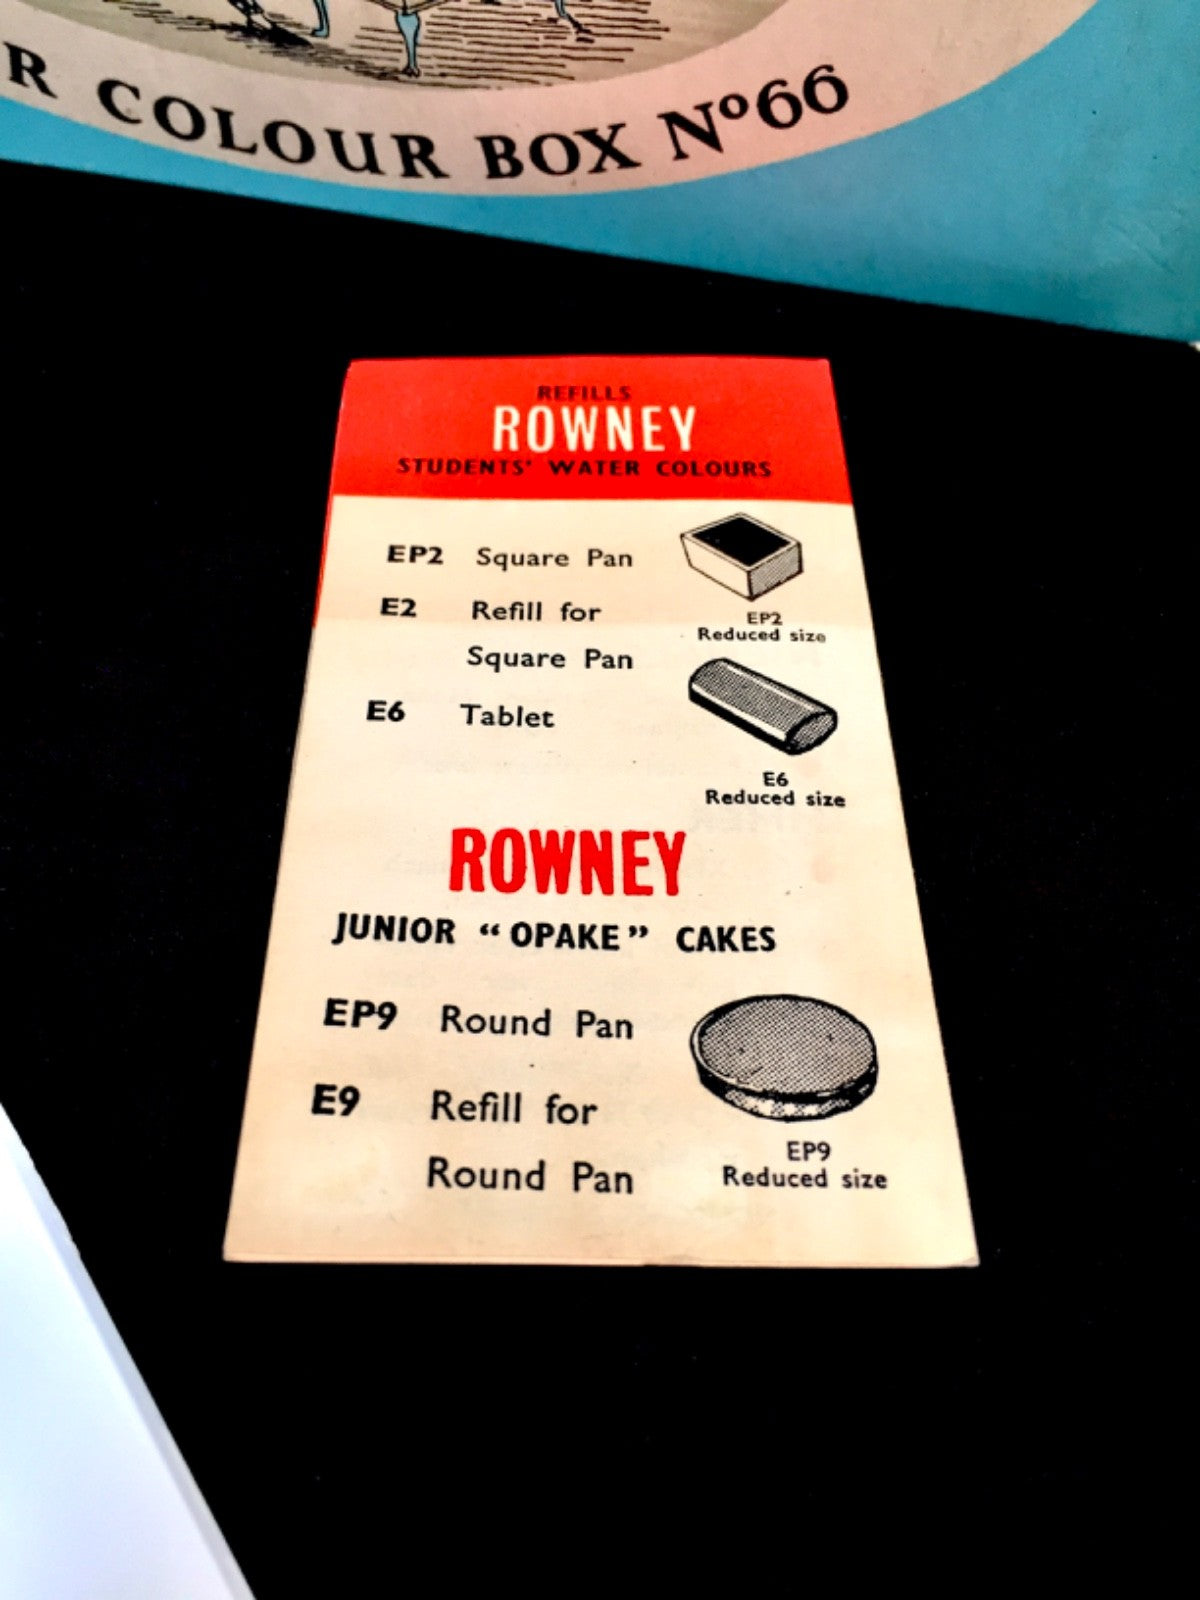 R COLOUR BOX Nº66
REFILLS
ROWNEY
STUDENTS' WATER COLOURS
EP2 Square Pan
E2 Refill for
Square Pan
E6 Tablet
EP2
Reduced size
E6
Reduced size
ROWNEY
JUNIOR “OPAKE” CAKES
EP9 Round Pan
E9 Refill for
Round Pan
EP9
Reduced size